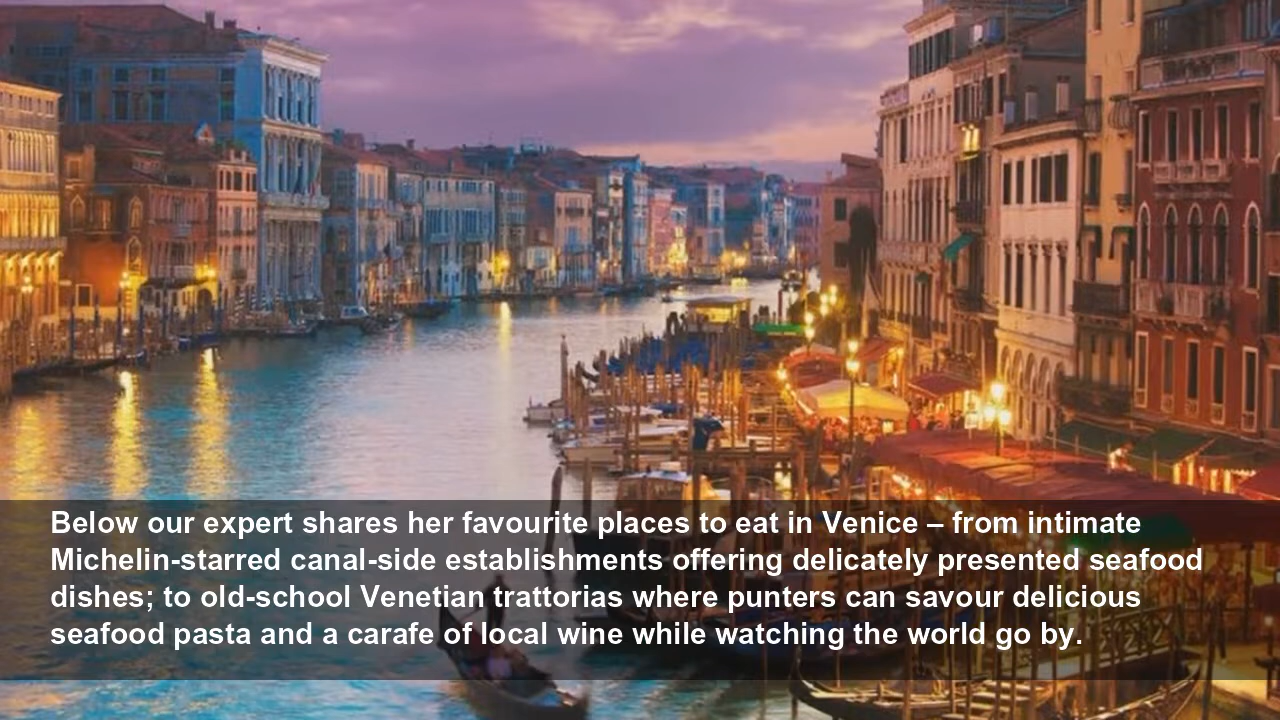 Below our expert shares her favourite places to eat in Venice – from intimate
Michelin-starred canal-side establishments offering delicately presented seafood
dishes; to old-school Venetian trattorias where punters can savour delicious
seafood pasta and a carafe of local wine while watching the world go by.